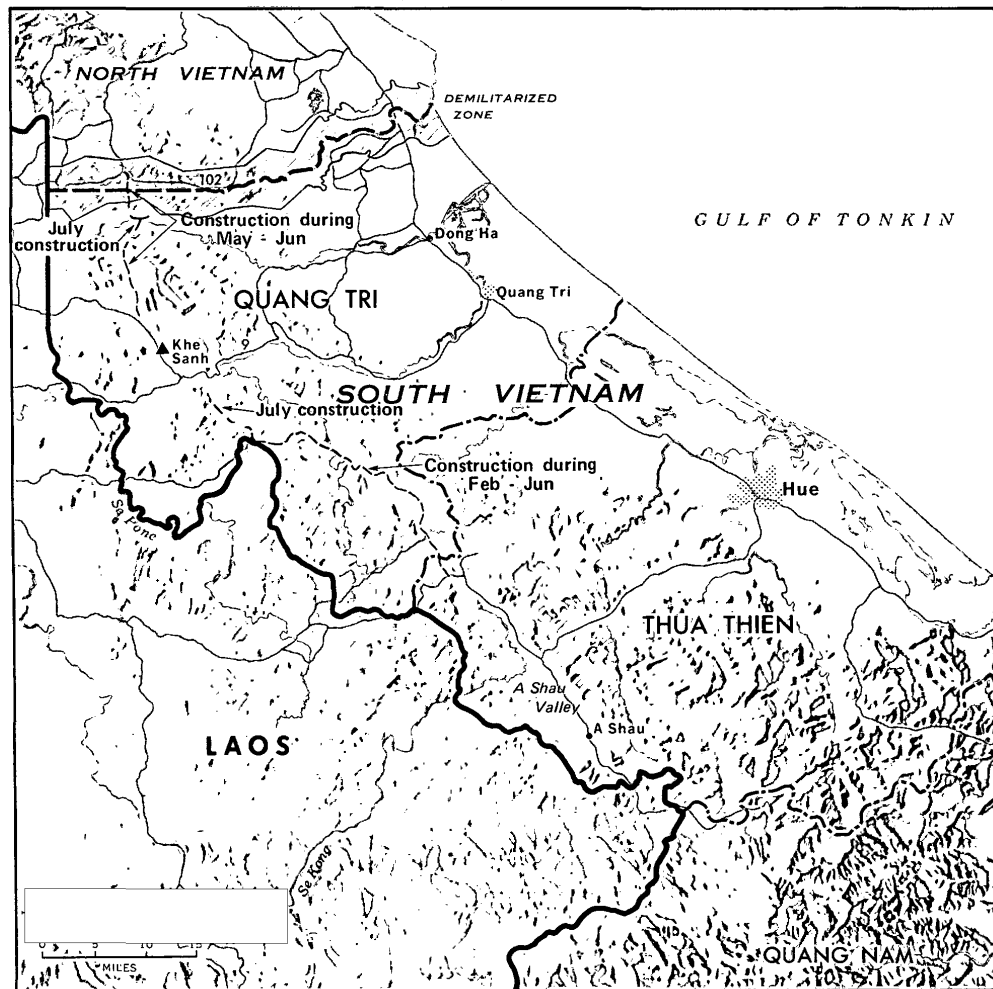 NORTH VIETNAM
DEMILITARIZED
ZONE
102
GULF OF TONKIN
July
construction
Construction during
May - Jun
Dong Ha
QUANG TRI
Quang Tri
Khe
Sanh
9
SOUTH VIETNAM
July construction
Construction during
Feb - Jun
Hue
THUA THIEN
A Shau
Valley
A Shau
LAOS
Se Kong
0 5 10 15
MILES
QUANG NAM